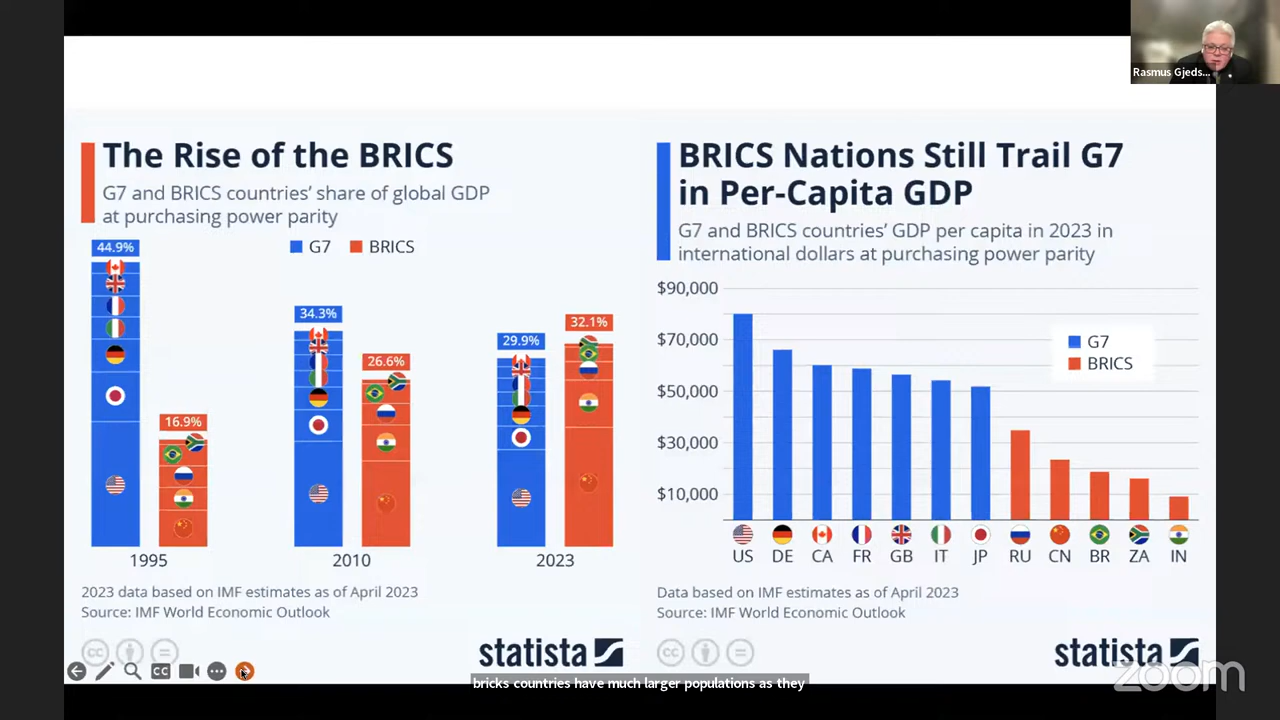 Rasmus Gjeds...
The Rise of the BRICS
G7 and BRICS countries' share of global GDP
at purchasing power parity
G7 BRICS
44.9%
16.9%
34.3%
26.6%
29.9%
32.1%
1995 2010 2023
2023 data based on IMF estimates as of April 2023
Source: IMF World Economic Outlook
cc
statista
CC
BRICS Nations Still Trail G7
in Per-Capita GDP
G7 and BRICS countries' GDP per capita in 2023 in
international dollars at purchasing power parity
$90,000
$70,000
$50,000
$30,000
$10,000
G7
BRICS
US DE CA FR GB IT JP RU CN BR ZA IN
Data based on IMF estimates as of April 2023
Source: IMF World Economic Outlook
cc
statista
zoom
bricks countries have much larger populations as they